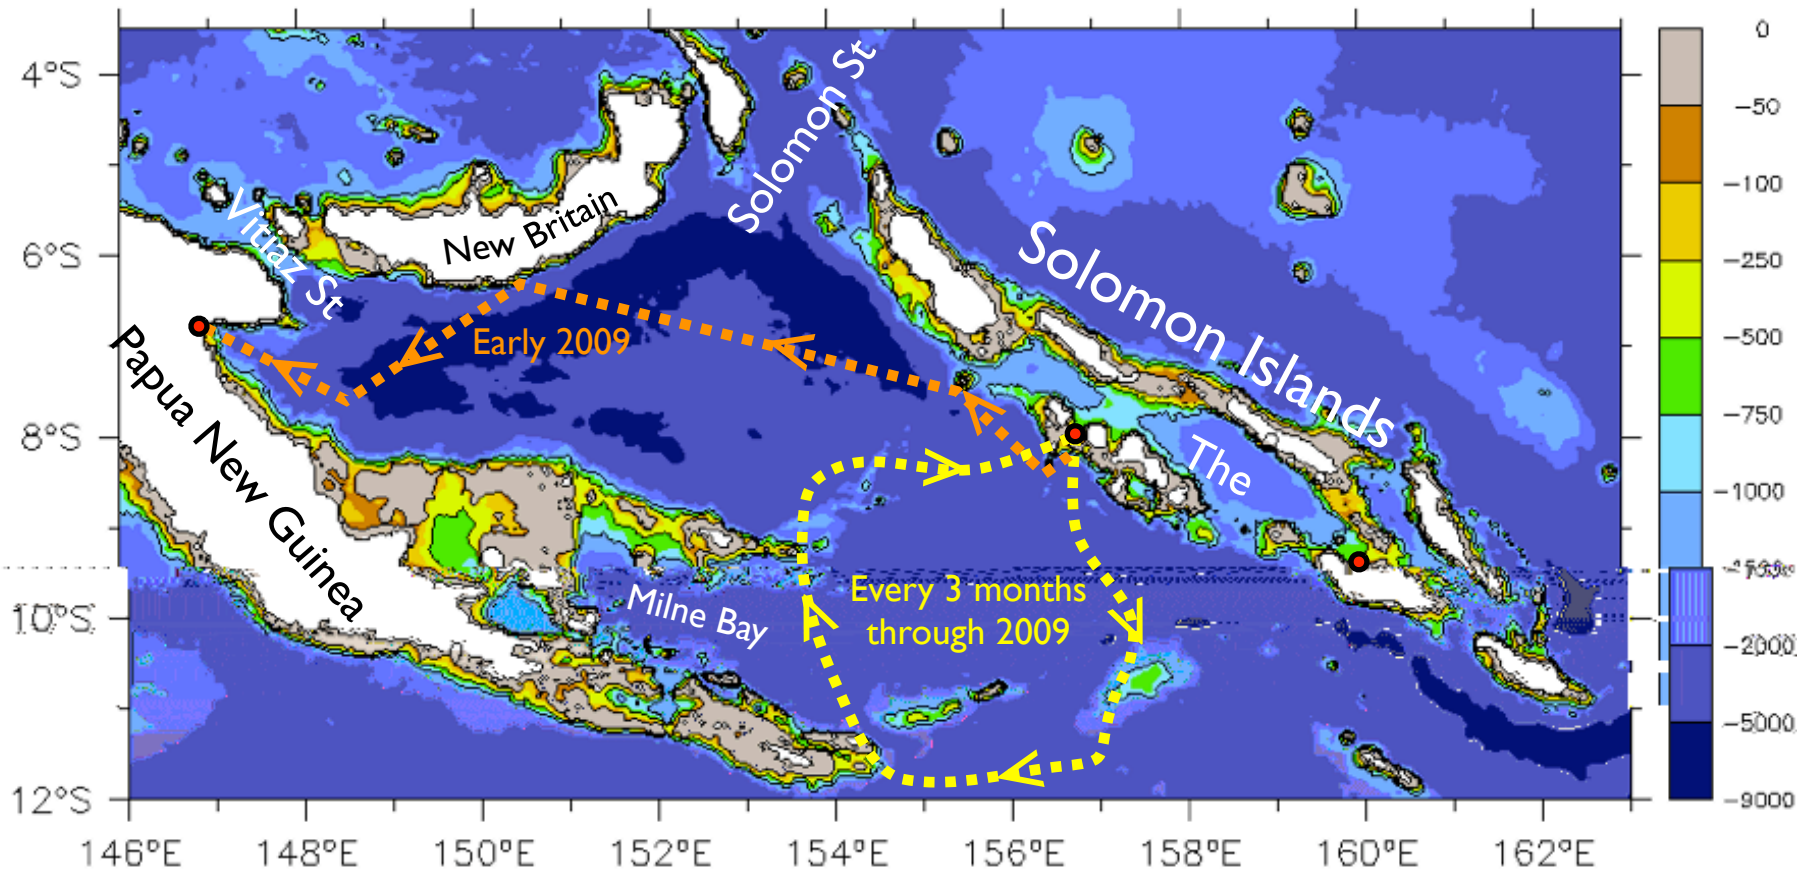 4°S
6°S
8°S
10°S
12°S
146°E
148°E
150°E
152°E
154°E
156°E
158°E
160°E
162°E
Solomon St
Vitiaz St
New Britain
Solomon Islands
The
Early 2009
Papua New Guinea
Milne Bay
Every 3 months
through 2009
0
-50
-100
-250
-500
-750
-1000
-2000
-5000
-9000